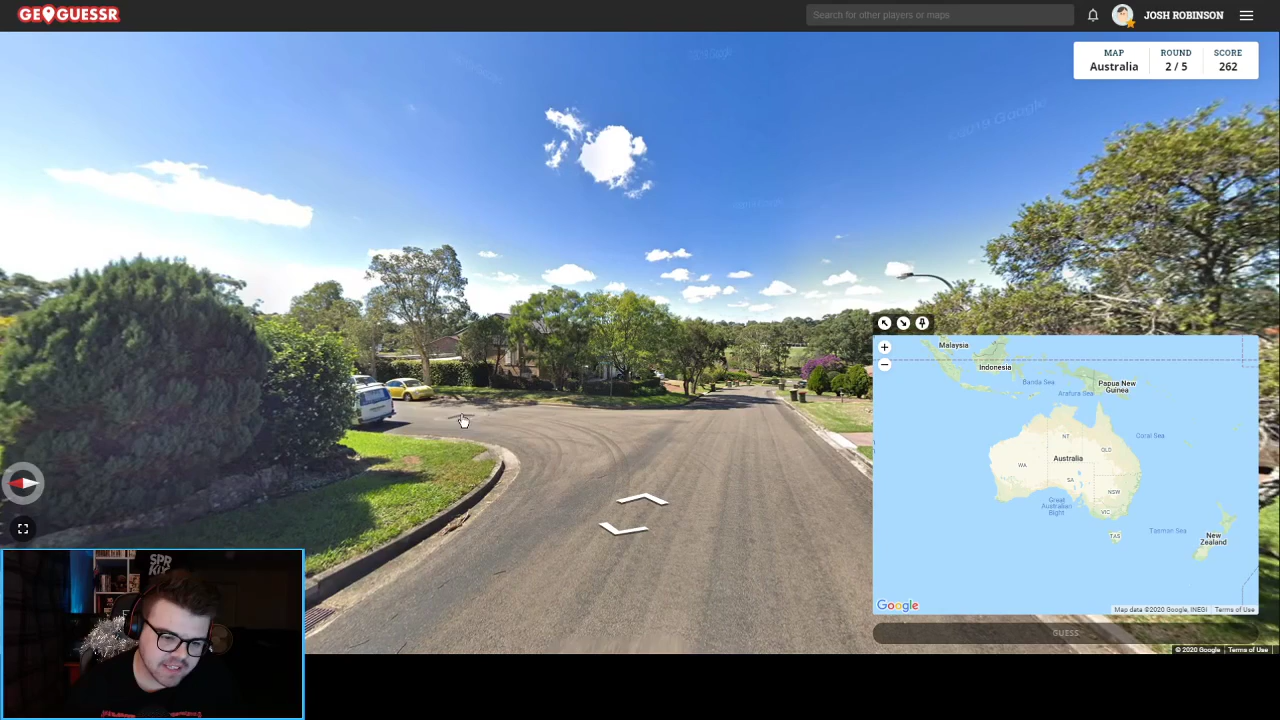 GEOGUESSR
Search for other players or maps
JOSH ROBINSON
MAP
Australia
ROUND
2 / 5
SCORE
262
©2019 Google
Malaysia
Indonesia
Banda Sea
Arafura Sea
Papua New
Guinea
Coral Sea
NT
QLD
WA
Australia
SA
NSW
Great
Australian
Bight
VIC
Tasman Sea
TAS
New
Zealand
Google
Map data ©2020 Google, INEGI
Terms of Use
GUESS
© 2020 Google
Terms of Use
SPR